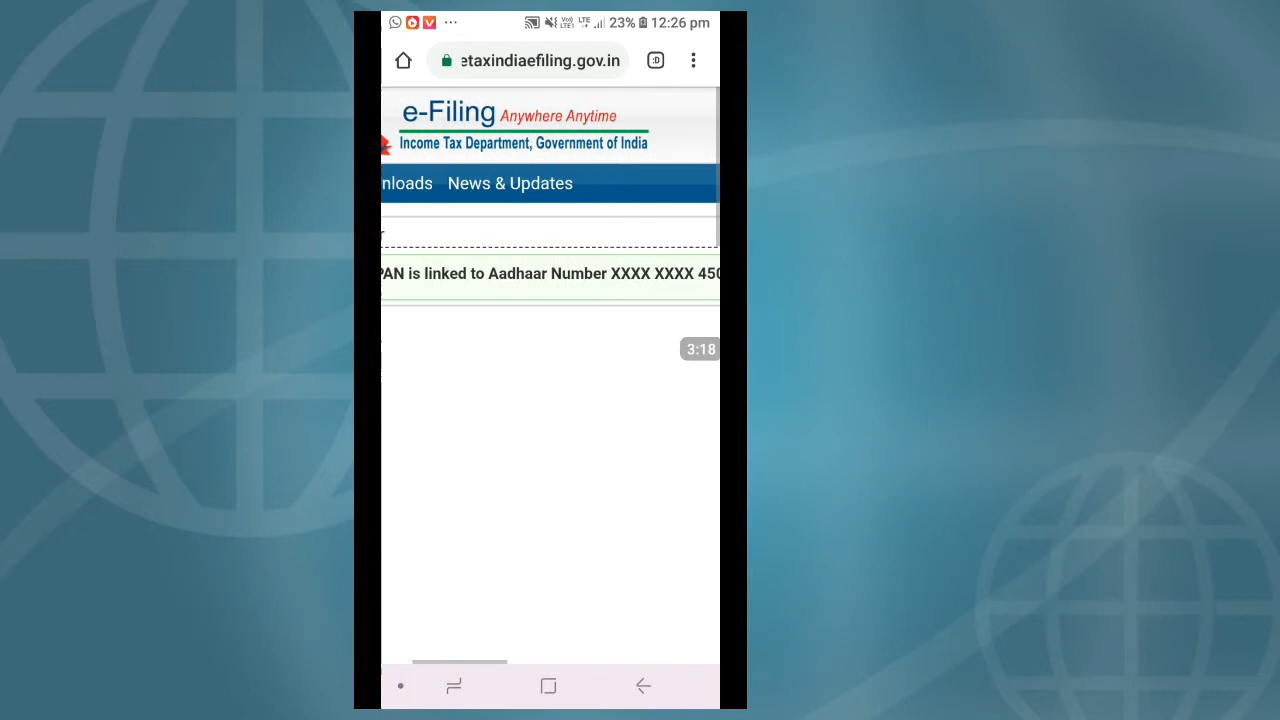 23% 12:26 pm
etaxindiaefiling.gov.in
e-Filing Anywhere Anytime
Income Tax Department, Government of India
nloads News & Updates
r
PAN is linked to Aadhaar Number XXXX XXXX 450
3:18